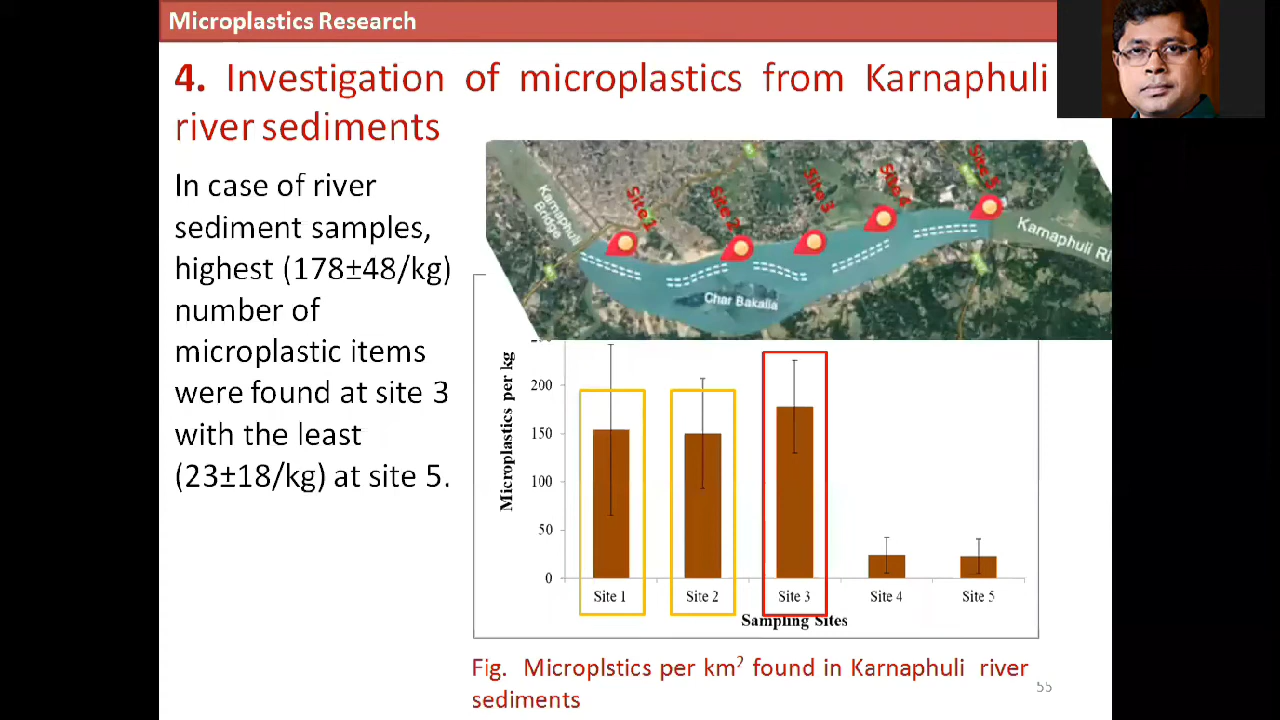 Microplastics Research
4. Investigation of microplastics from Karnaphuli
river sediments
In case of river
sediment samples,
highest (178±48/kg)
number of
microplastic items
were found at site 3
with the least
(23±18/kg) at site 5.
Karnaphuli
Bridge
Site 1
Site 2
Site 3
Site 4
Site 5
Karnaphuli Ri
Char Bakalia
Microplastics per kg
200
150
100
50
0
Site 1
Site 2
Site 3
Site 4
Site 5
Sampling Sites
Fig. Microplstics per km² found in Karnaphuli river
sediments
55